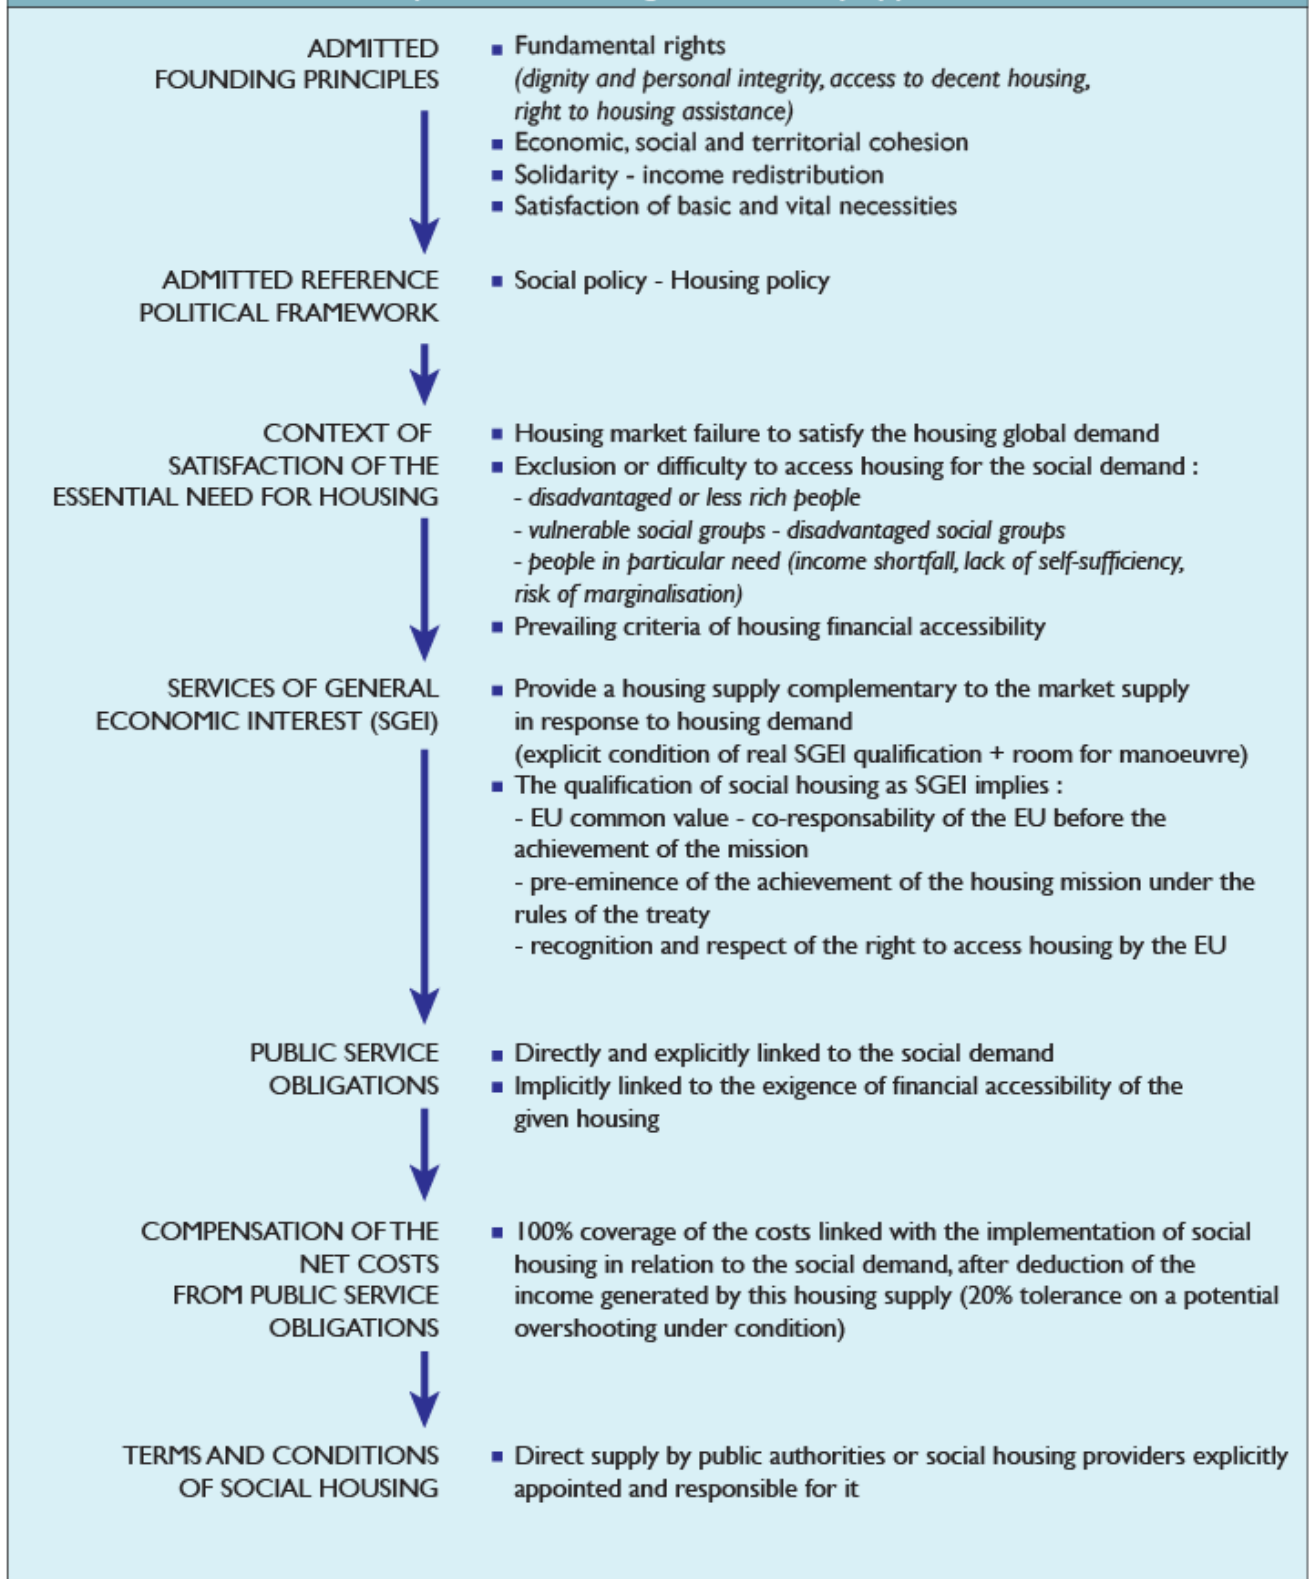 ADMITTED
FOUNDING PRINCIPLES
▪ Fundamental rights
(dignity and personal integrity, access to decent housing,
right to housing assistance)
▪ Economic, social and territorial cohesion
▪ Solidarity - income redistribution
▪ Satisfaction of basic and vital necessities
ADMITTED REFERENCE
POLITICAL FRAMEWORK
▪ Social policy - Housing policy
CONTEXT OF
SATISFACTION OF THE
ESSENTIAL NEED FOR HOUSING
▪ Housing market failure to satisfy the housing global demand
▪ Exclusion or difficulty to access housing for the social demand :
- disadvantaged or less rich people
- vulnerable social groups - disadvantaged social groups
- people in particular need (income shortfall, lack of self-sufficiency,
risk of marginalisation)
▪ Prevailing criteria of housing financial accessibility
SERVICES OF GENERAL
ECONOMIC INTEREST (SGEI)
▪ Provide a housing supply complementary to the market supply
in response to housing demand
(explicit condition of real SGEI qualification + room for manoeuvre)
▪ The qualification of social housing as SGEI implies :
- EU common value - co-responsability of the EU before the
achievement of the mission
- pre-eminence of the achievement of the housing mission under the
rules of the treaty
- recognition and respect of the right to access housing by the EU
PUBLIC SERVICE
OBLIGATIONS
▪ Directly and explicitly linked to the social demand
▪ Implicitly linked to the exigence of financial accessibility of the
given housing
COMPENSATION OF THE
NET COSTS
FROM PUBLIC SERVICE
OBLIGATIONS
▪ 100% coverage of the costs linked with the implementation of social
housing in relation to the social demand, after deduction of the
income generated by this housing supply (20% tolerance on a potential
overshooting under condition)
TERMS AND CONDITIONS
OF SOCIAL HOUSING
▪ Direct supply by public authorities or social housing providers explicitly
appointed and responsible for it